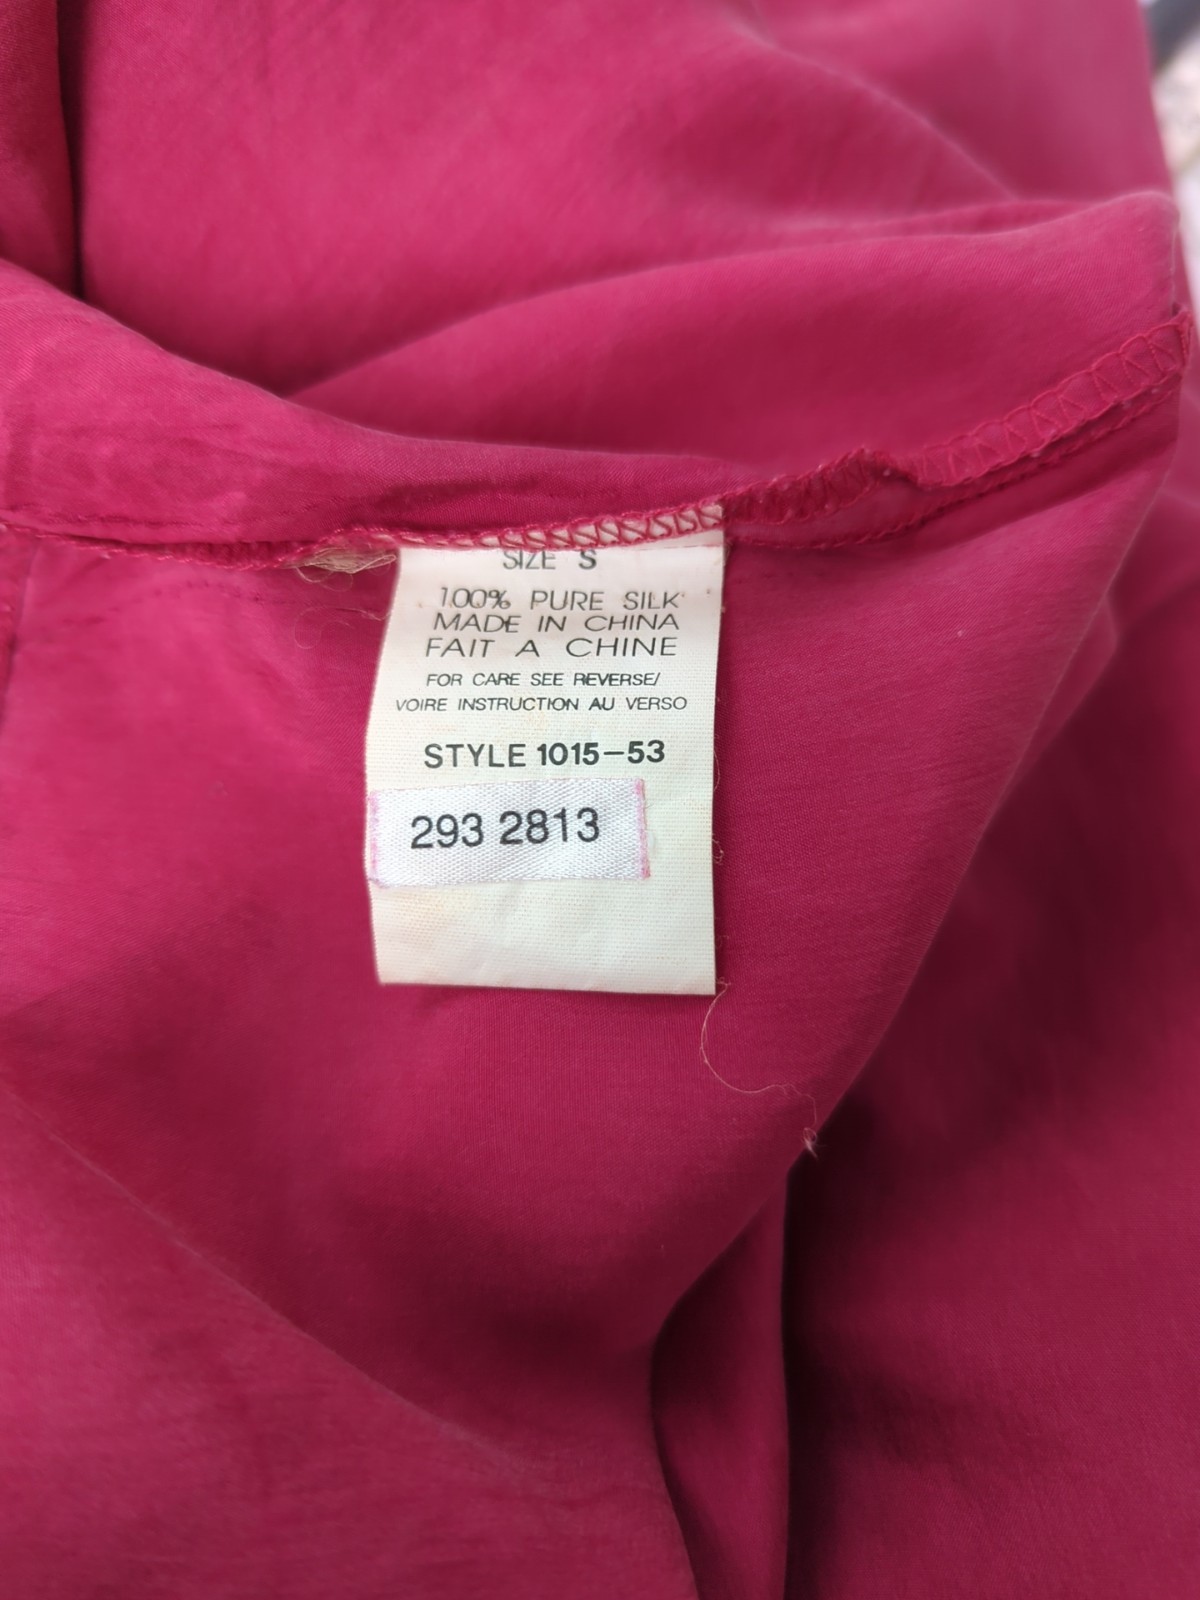 SIZE S
100% PURE SILK
MADE IN CHINA
FAIT A CHINE
FOR CARE SEE REVERSE/
VOIRE INSTRUCTION AU VERSO
STYLE 1015-53
293 2813